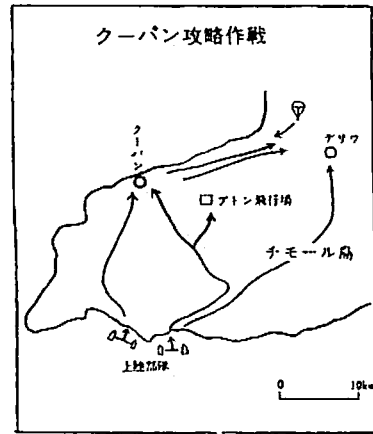 クーパン攻略作戦
クーパン
デリワ
アトン飛行場
チモール島
上陸部隊
0 10km